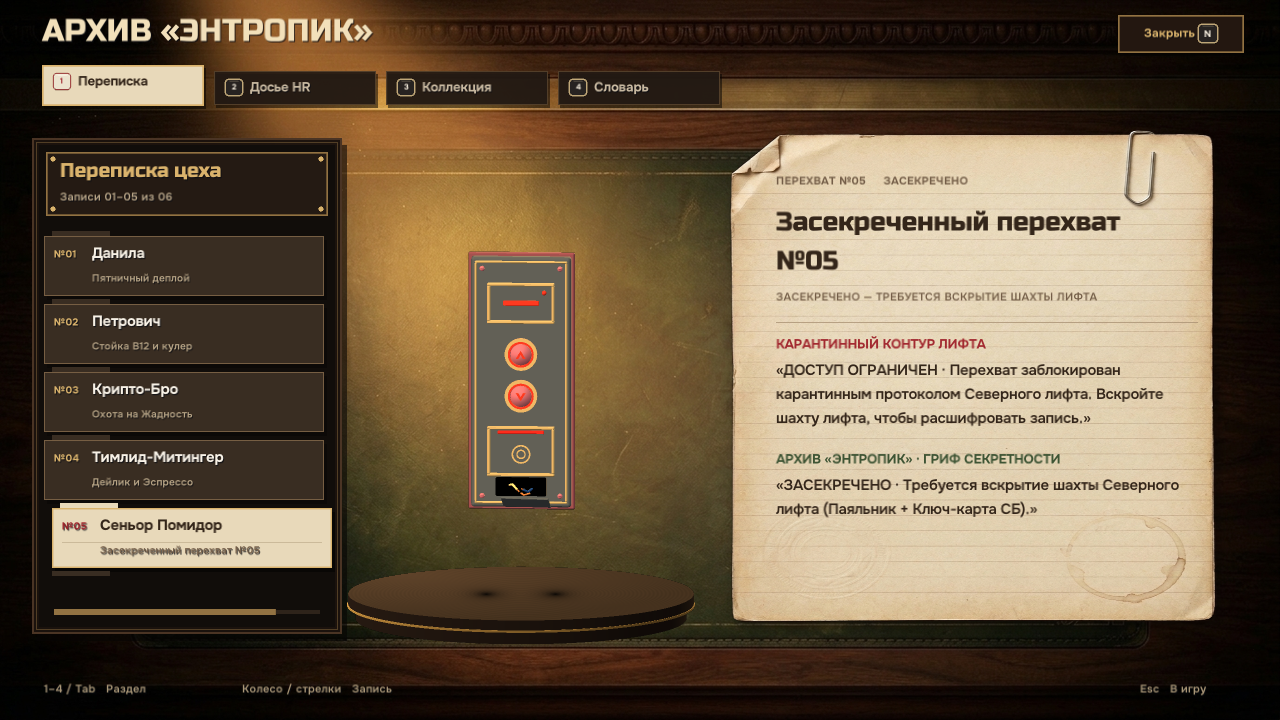 АРХИВ «ЭНТРОПИК»
Закрыть N
1 Переписка
2 Досье HR
3 Коллекция
4 Словарь
Переписка цеха
Записи 01–05 из 06
№01 Данила
Пятничный деплой
№02 Петрович
Стойка B12 и кулер
№03 Крипто-Бро
Охота на Жадность
№04 Тимлид-Митингер
Дейлик и Эспрессо
№05 Сеньор Помидор
Засекреченный перехват №05
ПЕРЕХВАТ №05 ЗАСЕКРЕЧЕНО
Засекреченный перехват
№05
ЗАСЕКРЕЧЕНО — ТРЕБУЕТСЯ ВСКРЫТИЕ ШАХТЫ ЛИФТА
КАРАНТИННЫЙ КОНТУР ЛИФТА
«ДОСТУП ОГРАНИЧЕН · Перехват заблокирован
карантинным протоколом Северного лифта. Вскройте
шахту лифта, чтобы расшифровать запись.»
АРХИВ «ЭНТРОПИК» · ГРИФ СЕКРЕТНОСТИ
«ЗАСЕКРЕЧЕНО · Требуется вскрытие шахты Северного
лифта (Паяльник + Ключ-карта СБ).»
1–4 / Tab Раздел
Колесо / стрелки Запись
Esc В игру